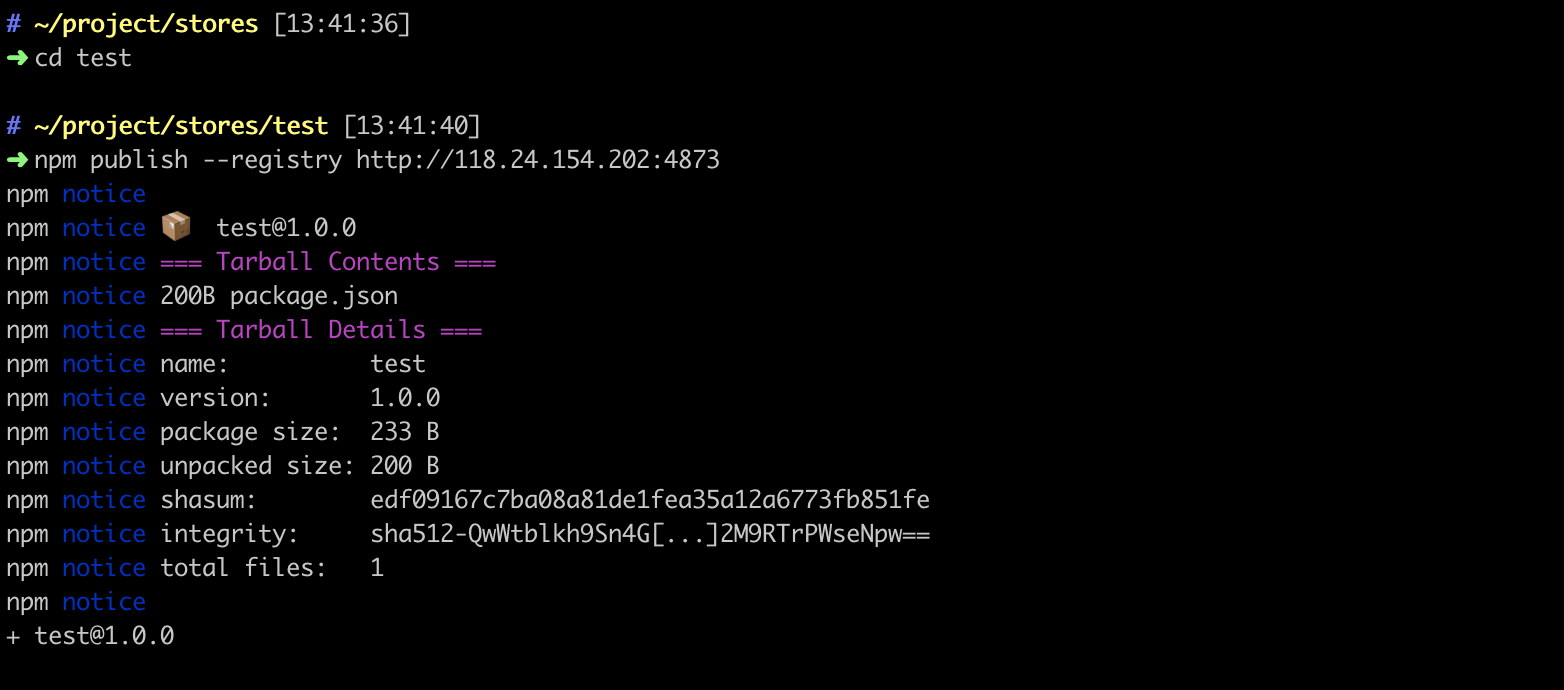 # ~/project/stores [13:41:36]
➜ cd test
# ~/project/stores/test [13:41:40]
➜ npm publish --registry http://118.24.154.202:4873
npm notice
npm notice 📦  test@1.0.0
npm notice === Tarball Contents ===
npm notice 200B package.json
npm notice === Tarball Details ===
npm notice name:          test
npm notice version:       1.0.0
npm notice package size:  233 B
npm notice unpacked size: 200 B
npm notice shasum:        edf09167c7ba08a81de1fea35a12a6773fb851fe
npm notice integrity:     sha512-QwWtblkh9Sn4G[...]2M9RTrPWseNpw==
npm notice total files:   1
npm notice
+ test@1.0.0